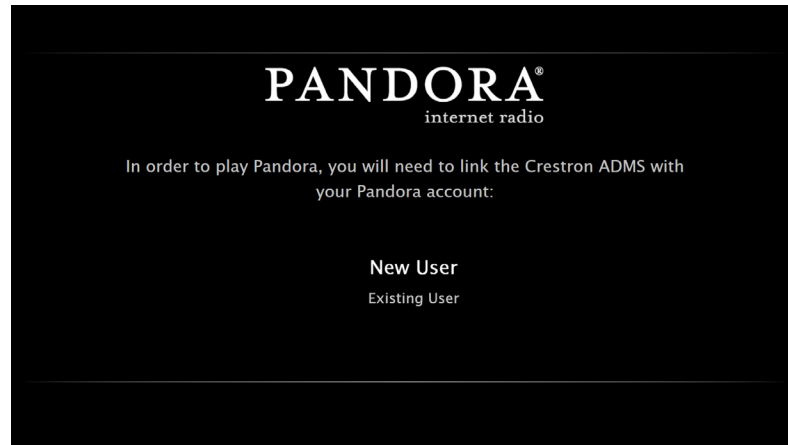 PANDORA®
internet radio
In order to play Pandora, you will need to link the Crestron ADMS with
your Pandora account:
New User
Existing User